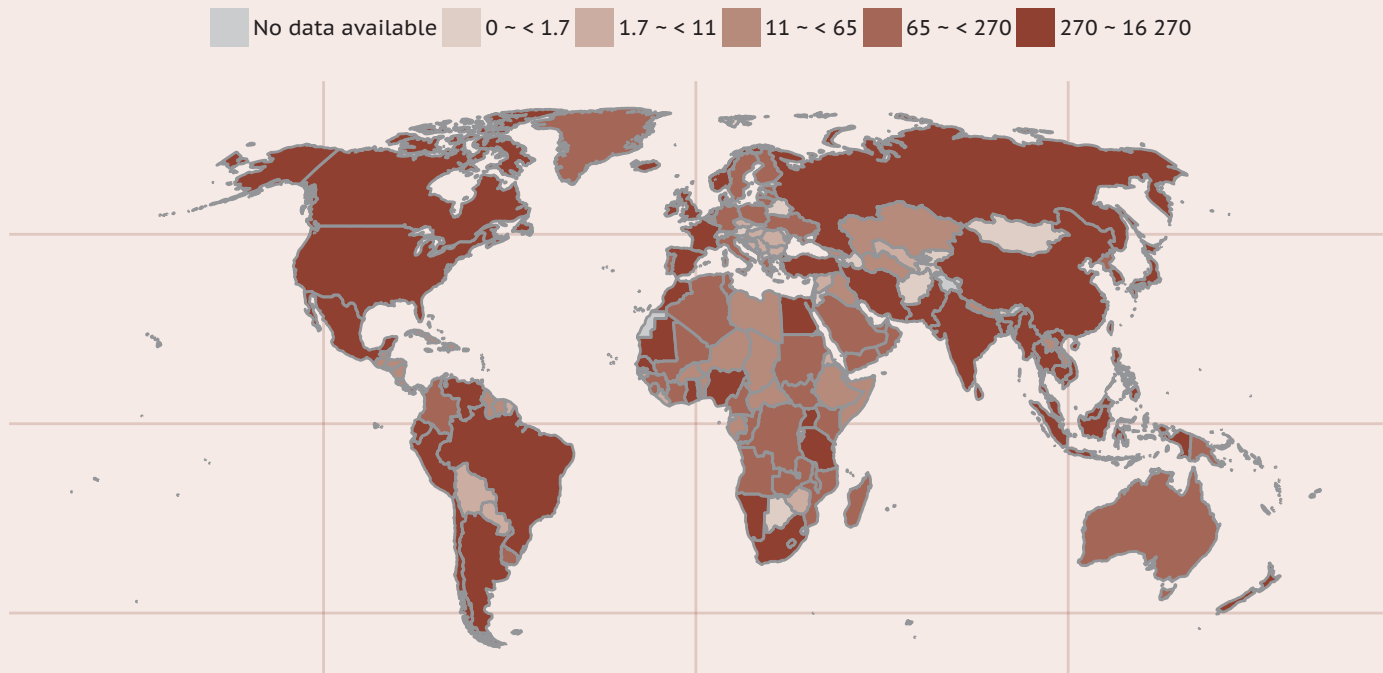 No data available 0 ~ < 1.7 1.7 ~ < 11 11 ~ < 65 65 ~ < 270 270 ~ 16 270